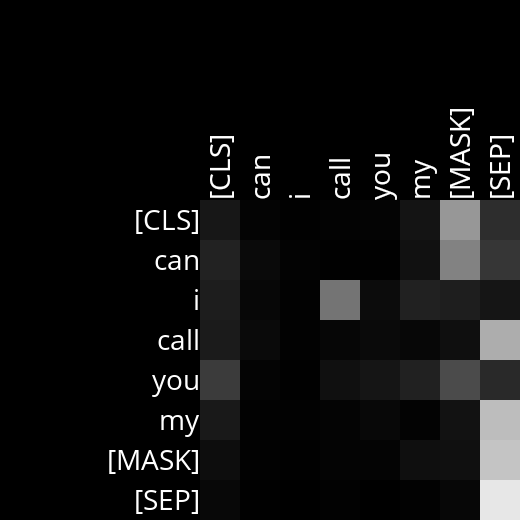 [CLS] can i call you my [MASK] [SEP]
[CLS]
can
i
call
you
my
[MASK]
[SEP]